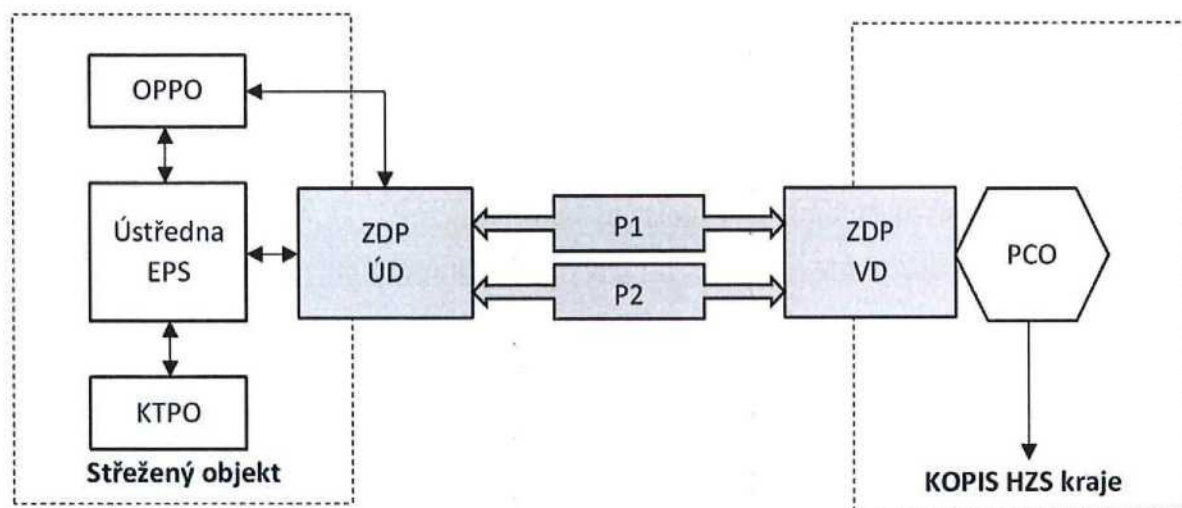 OPPO
Ústředna
EPS
KTPO
Střežený objekt
ZDP
ÚD
P1
P2
ZDP
VD
PCO
KOPIS HZS kraje